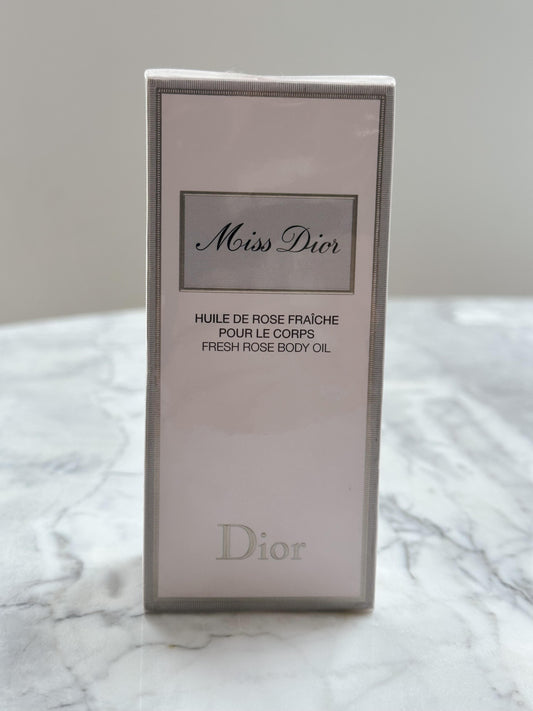 Miss Dior
HUILE DE ROSE FRAÎCHE
POUR LE CORPS
FRESH ROSE BODY OIL
Dior